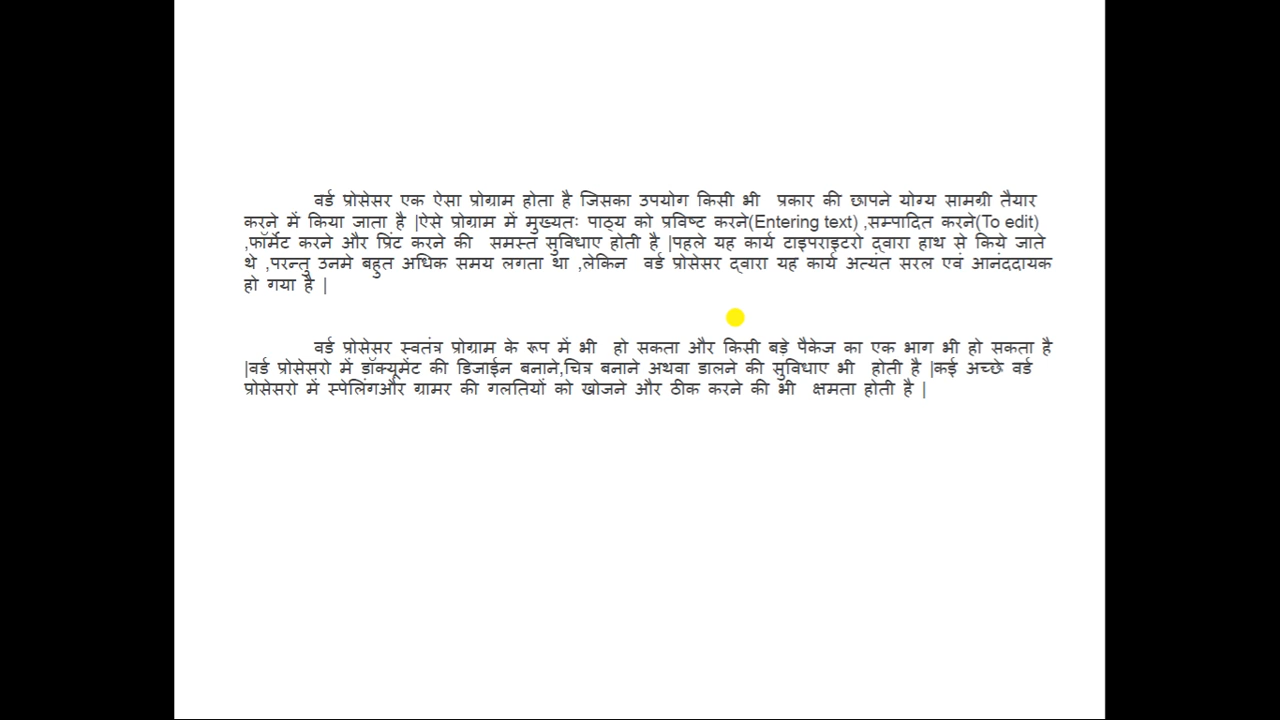 वर्ड प्रोसेसर एक ऐसा प्रोग्राम होता है जिसका उपयोग किसी भी प्रकार की छापने योग्य सामग्री तैयार
करने में किया जाता है |ऐसे प्रोग्राम में मुख्यतः पाठ्य को प्रविष्ट करने(Entering text) ,सम्पादित करने(To edit)
,फॉर्मेट करने और प्रिंट करने की समस्त सुविधाए होती है |पहले यह कार्य टाइपराइटरो द्वारा हाथ से किये जाते
थे ,परन्तु उनमे बहुत अधिक समय लगता था ,लेकिन वर्ड प्रोसेसर द्वारा यह कार्य अत्यंत सरल एवं आनंददायक
हो गया है |
वर्ड प्रोसेसर स्वतंत्र प्रोग्राम के रूप में भी हो सकता और किसी बड़े पैकेज का एक भाग भी हो सकता है
|वर्ड प्रोसेसरो में डॉक्यूमेंट की डिजाईन बनाने,चित्र बनाने अथवा डालने की सुविधाए भी होती है |कई अच्छे वर्ड
प्रोसेसरो में स्पेलिंगऔर ग्रामर की गलतियों को खोजने और ठीक करने की भी क्षमता होती है |